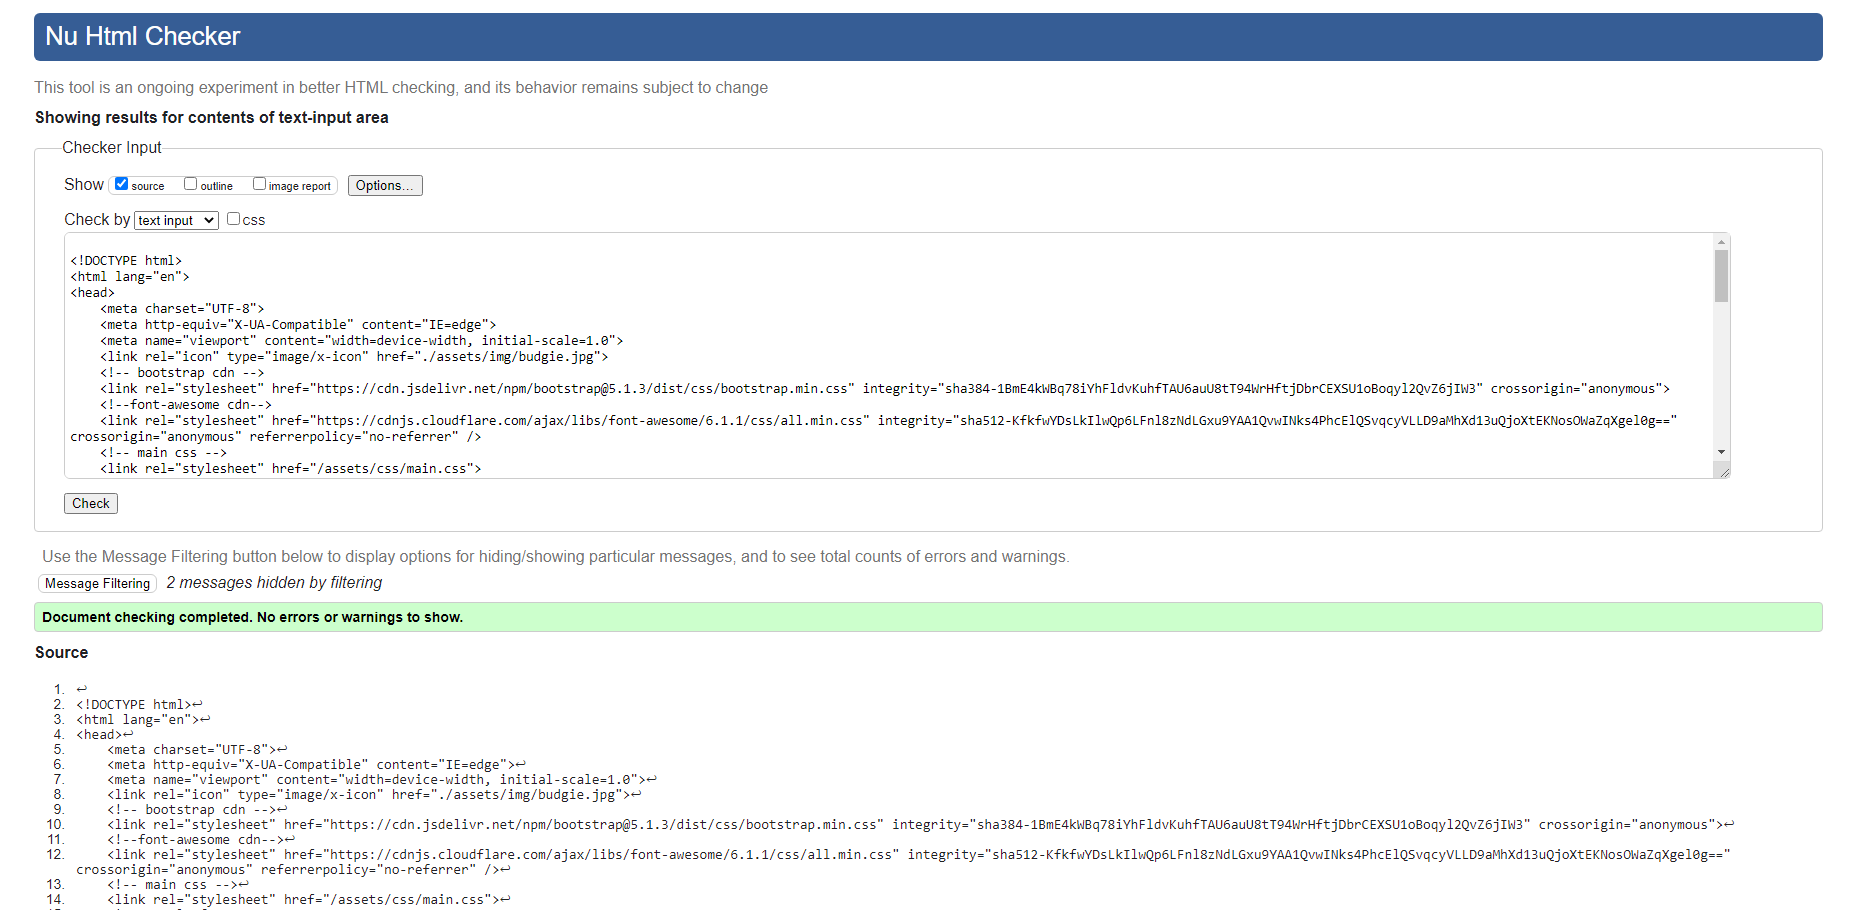 Nu Html Checker
This tool is an ongoing experiment in better HTML checking, and its behavior remains subject to change
Showing results for contents of text-input area
Checker Input
Show source outline image report Options...
Check by text input css
<!DOCTYPE html>
<html lang="en">
<head>
    <meta charset="UTF-8">
    <meta http-equiv="X-UA-Compatible" content="IE=edge">
    <meta name="viewport" content="width=device-width, initial-scale=1.0">
    <link rel="icon" type="image/x-icon" href="./assets/img/budgie.jpg">
    <!-- bootstrap cdn -->
    <link rel="stylesheet" href="https://cdn.jsdelivr.net/npm/bootstrap@5.1.3/dist/css/bootstrap.min.css" integrity="sha384-1BmE4kWBq78iYhFldvKuhfTAU6auU8tT94WrHftjDbrCEXSU1oBoqyl2QvZ6jIW3" crossorigin="anonymous">
    <!--font-awesome cdn-->
    <link rel="stylesheet" href="https://cdnjs.cloudflare.com/ajax/libs/font-awesome/6.1.1/css/all.min.css" integrity="sha512-KfkfwYDsLkIlwQp6LFnl8zNdLGxu9YAA1QvwINks4PhcElQSvqcyVLLD9aMhXd13uQjoXtEKNosOWaZqXgel0g=="
crossorigin="anonymous" referrerpolicy="no-referrer" />
    <!-- main css -->
    <link rel="stylesheet" href="/assets/css/main.css">
Check
Use the Message Filtering button below to display options for hiding/showing particular messages, and to see total counts of errors and warnings.
Message Filtering 2 messages hidden by filtering
Document checking completed. No errors or warnings to show.
Source
1. ↩
2. <!DOCTYPE html>↩
3. <html lang="en">↩
4. <head>↩
5.     <meta charset="UTF-8">↩
6.     <meta http-equiv="X-UA-Compatible" content="IE=edge">↩
7.     <meta name="viewport" content="width=device-width, initial-scale=1.0">↩
8.     <link rel="icon" type="image/x-icon" href="./assets/img/budgie.jpg">↩
9.     <!-- bootstrap cdn -->↩
10.     <link rel="stylesheet" href="https://cdn.jsdelivr.net/npm/bootstrap@5.1.3/dist/css/bootstrap.min.css" integrity="sha384-1BmE4kWBq78iYhFldvKuhfTAU6auU8tT94WrHftjDbrCEXSU1oBoqyl2QvZ6jIW3" crossorigin="anonymous">↩
11.     <!--font-awesome cdn-->↩
12.     <link rel="stylesheet" href="https://cdnjs.cloudflare.com/ajax/libs/font-awesome/6.1.1/css/all.min.css" integrity="sha512-KfkfwYDsLkIlwQp6LFnl8zNdLGxu9YAA1QvwINks4PhcElQSvqcyVLLD9aMhXd13uQjoXtEKNosOWaZqXgel0g=="
crossorigin="anonymous" referrerpolicy="no-referrer" />↩
13.     <!-- main css -->↩
14.     <link rel="stylesheet" href="/assets/css/main.css">↩